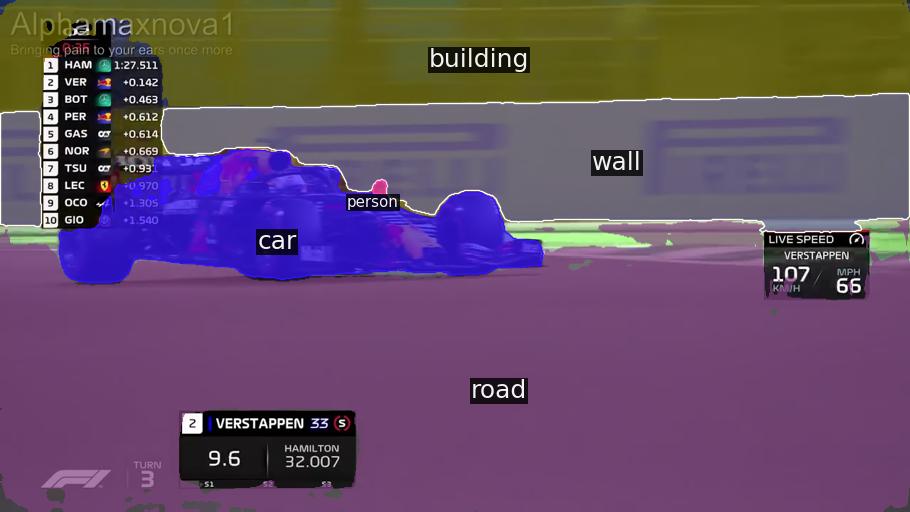 Alphamaxnova1
Bringing pain to your ears once more
1 HAM 1:27.511
2 VER +0.142
3 BOT +0.463
4 PER +0.612
5 GAS +0.614
6 NOR +0.669
7 TSU +0.931
8 LEC +0.970
9 OCO +1.305
10 GIO +1.540
building
wall
person
car
LIVE SPEED
VERSTAPPEN
107 KM/H
MPH 66
road
2 VERSTAPPEN 33 S
9.6
HAMILTON
32.007
S1 S2 S3
F1
TURN
3